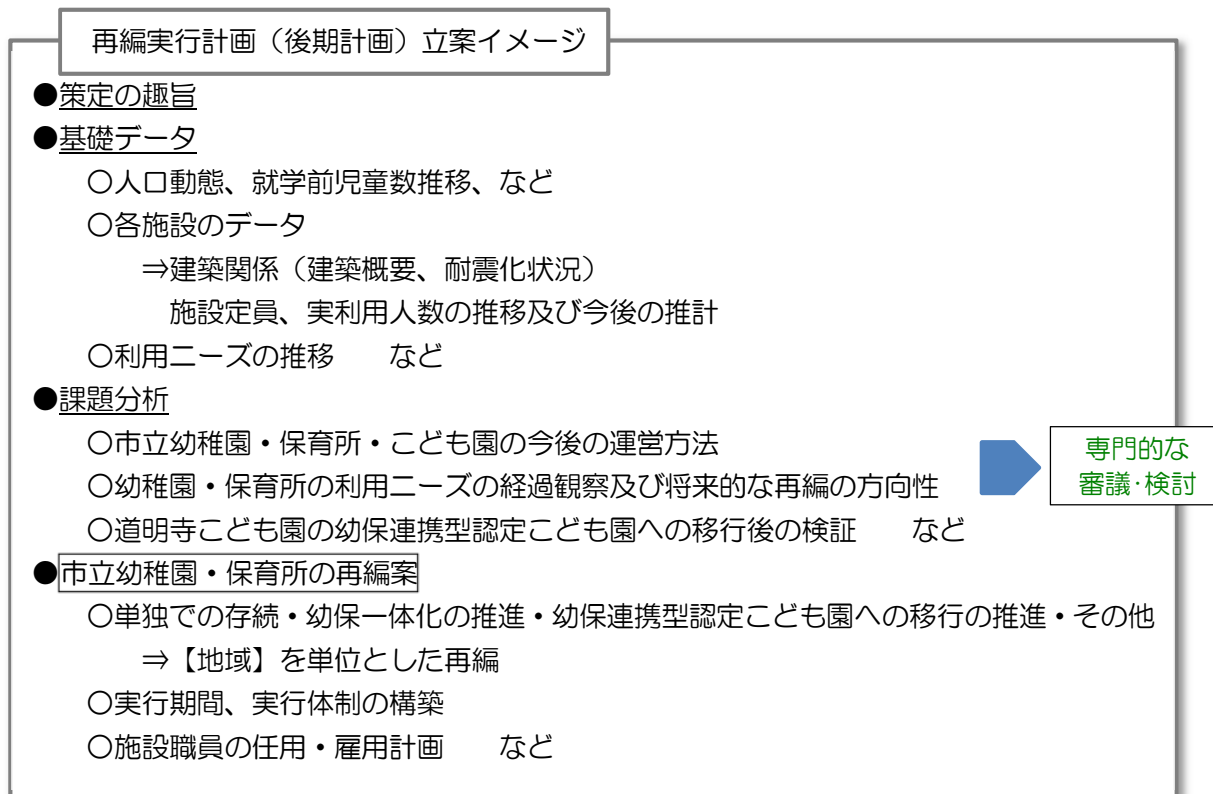 再編実行計画（後期計画）立案イメージ
●策定の趣旨
●基礎データ
〇人口動態、就学前児童数推移、など
〇各施設のデータ
⇒建築関係（建築概要、耐震化状況）
施設定員、実利用人数の推移及び今後の推計
〇利用ニーズの推移　　など
●課題分析
〇市立幼稚園・保育所・こども園の今後の運営方法
〇幼稚園・保育所の利用ニーズの経過観察及び将来的な再編の方向性
〇道明寺こども園の幼保連携型認定こども園への移行後の検証　　など
専門的な
審議･検討
●市立幼稚園・保育所の再編案
〇単独での存続・幼保一体化の推進・幼保連携型認定こども園への移行の推進・その他
⇒【地域】を単位とした再編
〇実行期間、実行体制の構築
〇施設職員の任用・雇用計画　　など